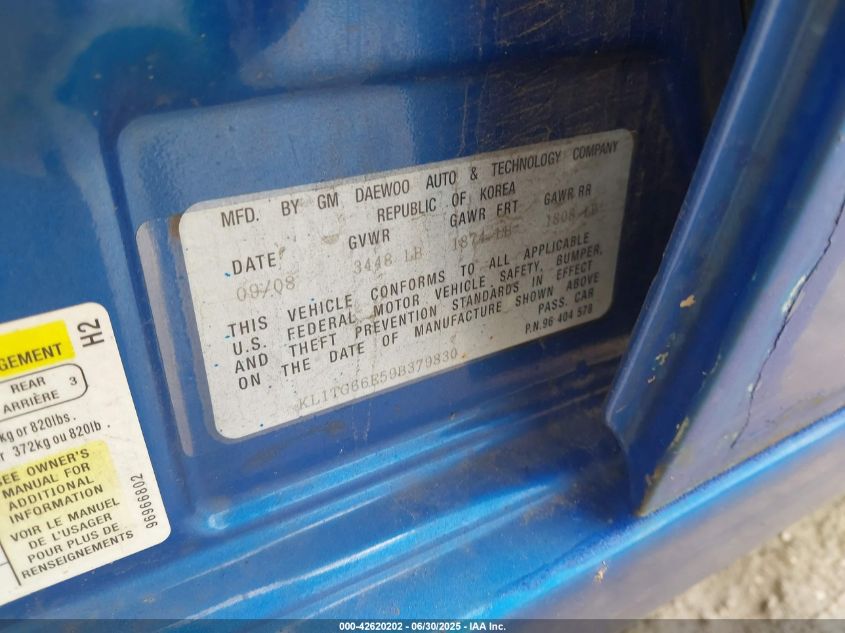 MFD. BY GM DAEWOO AUTO & TECHNOLOGY COMPANY
REPUBLIC OF KOREA
DATE GVWR GAWR FRT GAWR RR
09/08 3448 LB 1874 LB 1808 LB
THIS VEHICLE CONFORMS TO ALL APPLICABLE
U.S. FEDERAL MOTOR VEHICLE SAFETY, BUMPER,
AND THEFT PREVENTION STANDARDS IN EFFECT
ON THE DATE OF MANUFACTURE SHOWN ABOVE
PASS. CAR
KL1TG66E59B379830
P.N.96 404 578
GEMENT
H2
REAR
ARRIÈRE 3
kg or 820lbs.
372kg ou 820lb.
SEE OWNER'S
MANUAL FOR
ADDITIONAL
INFORMATION
VOIR LE MANUEL
DE L'USAGER
POUR PLUS DE
RENSEIGNEMENTS
96966802
000-42620202 - 06/30/2025 - IAA Inc.